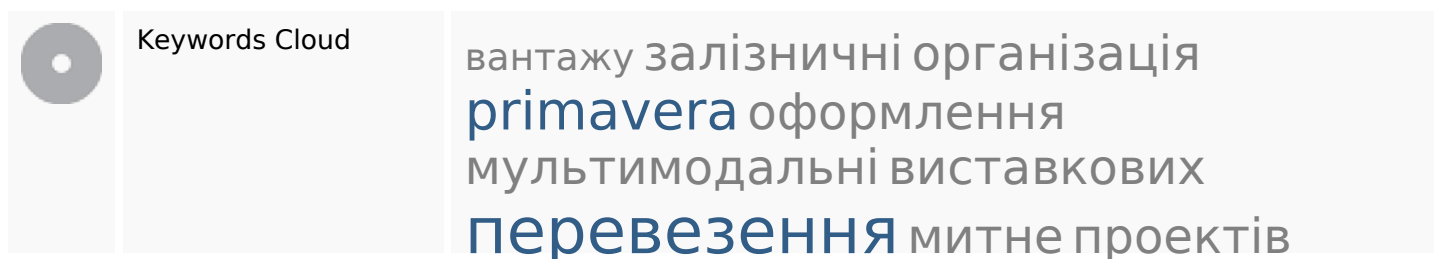 Keywords Cloud
вантажу залізничні організація
primavera оформлення
мультимодальні виставкових
перевезення митне проектів